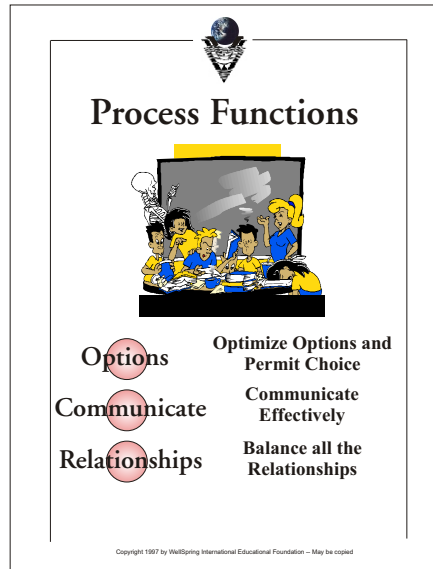 Process Functions
Options
Optimize Options and
Permit Choice
Communicate
Communicate
Effectively
Relationships
Balance all the
Relationships
Copyright 1997 by WellSpring International Educational Foundation -- May be copied